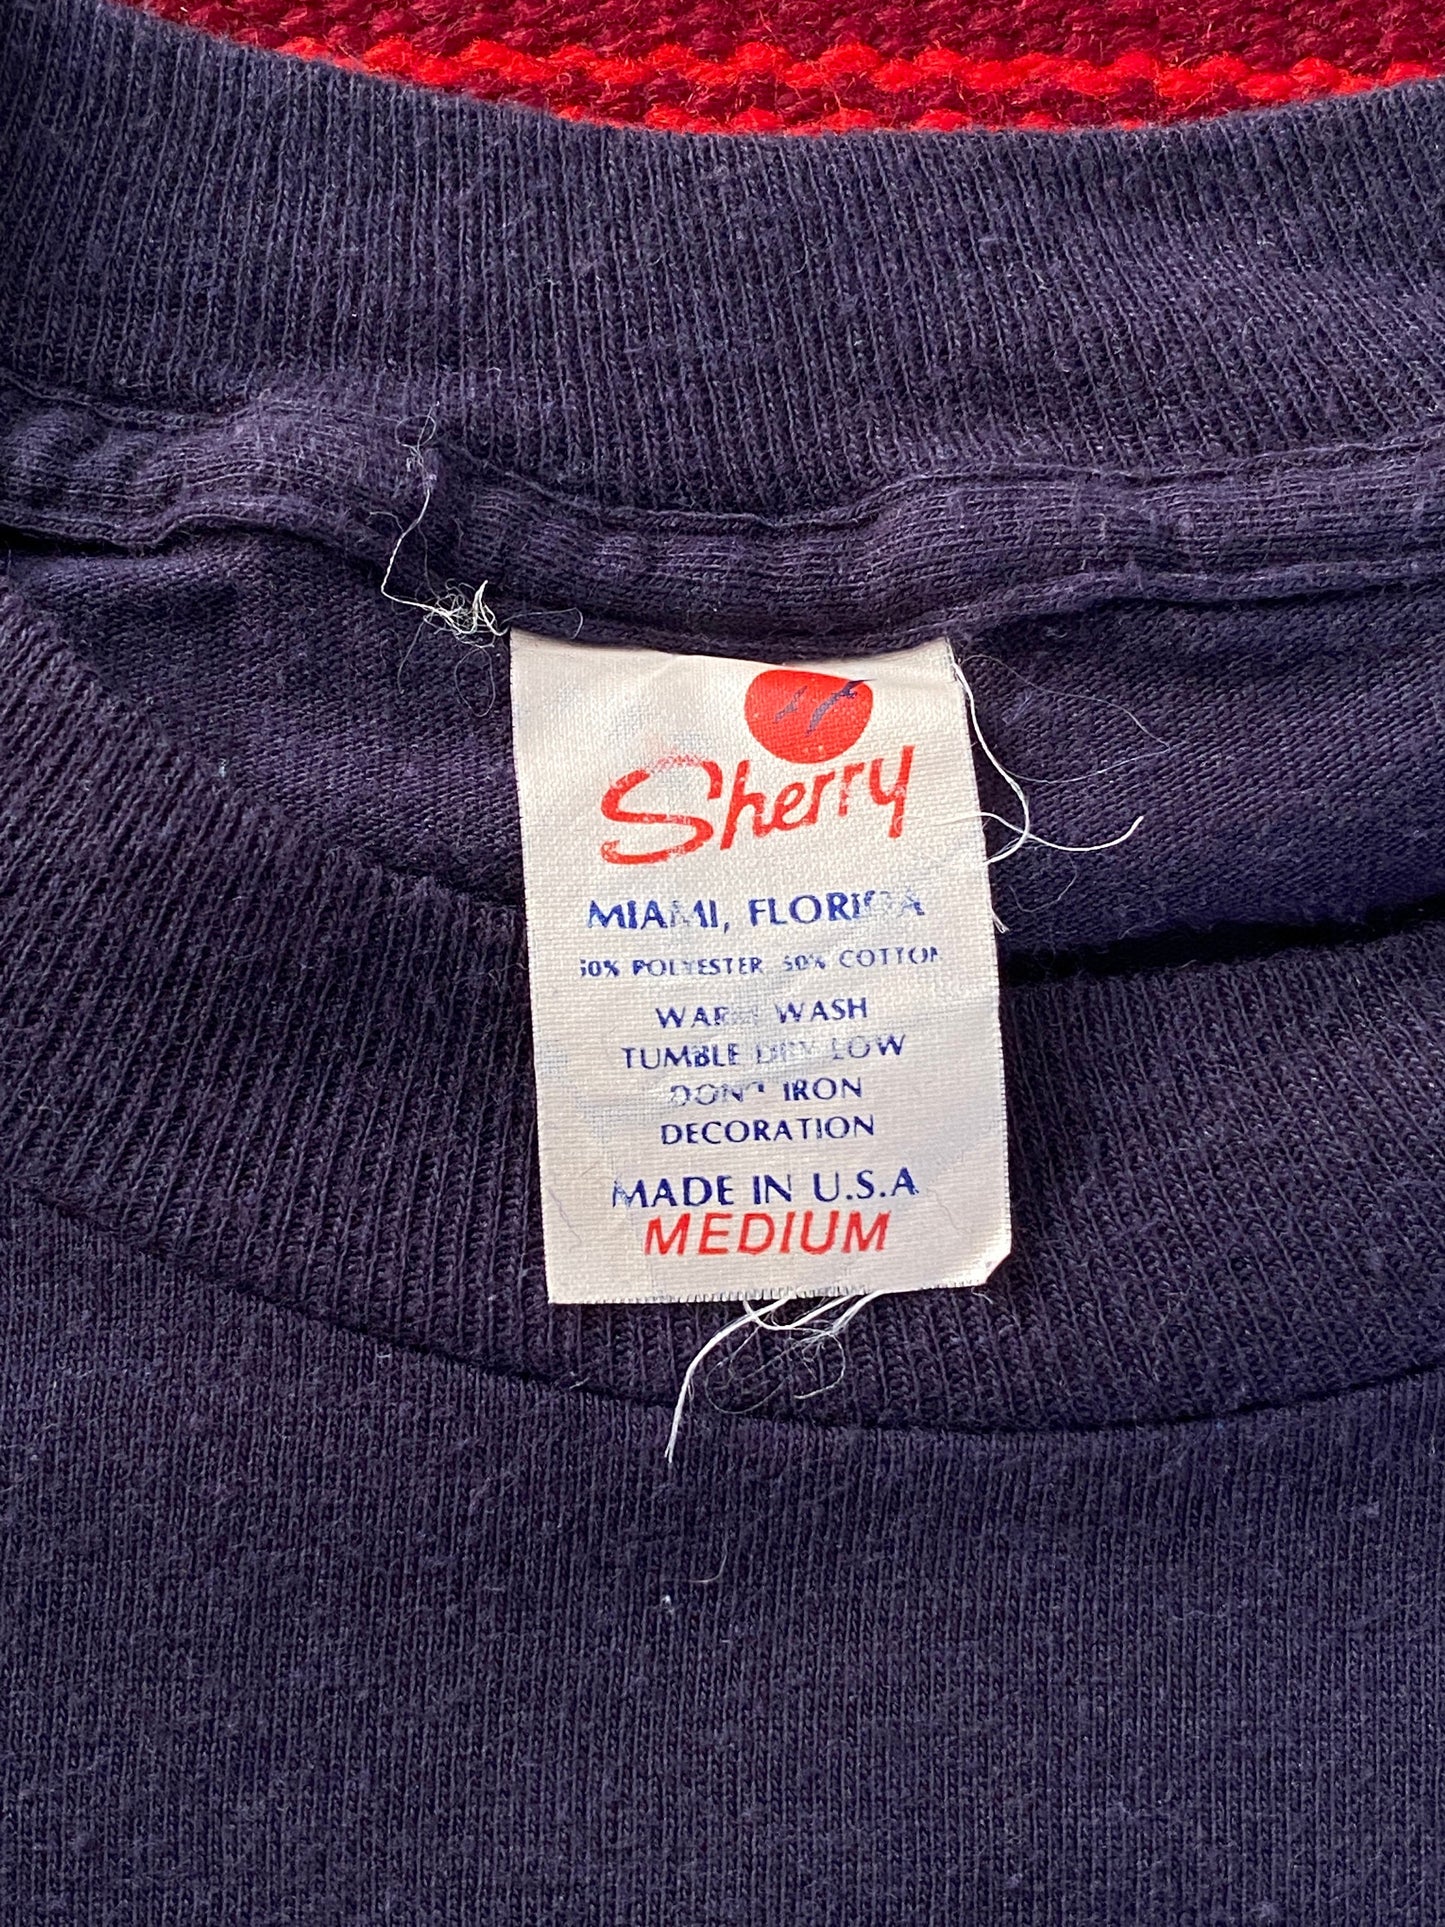 Sherry
MIAMI, FLORIDA
50% POLYESTER 50% COTTON
WARM WASH
TUMBLE DRY LOW
DON'T IRON
DECORATION
MADE IN U.S.A
MEDIUM